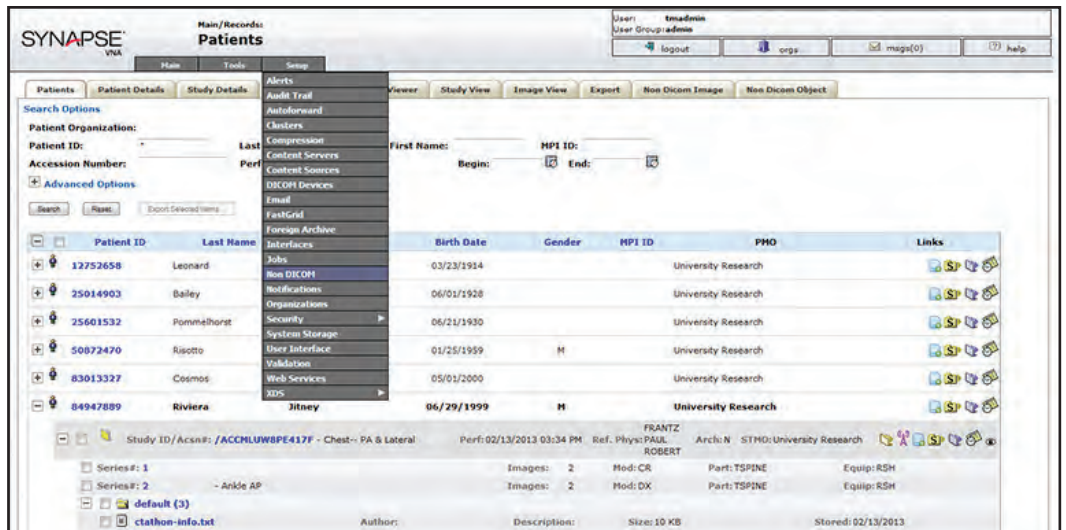 SYNAPSE
VNA
Main/Records:
Patients
User: tmadmin
User Group: admin
logout orgs msgs(0) help
Main Tools Setup
Patients Patient Details Study Details Viewer Study View Image View Export Non Dicom Image Non Dicom Object
Alerts
Audit Trail
Autoforward
Clusters
Compression
Content Servers
Content Sources
DICOM Devices
Email
FastGrid
Foreign Archive
Interfaces
Jobs
Non DICOM
Notifications
Organizations
Security
System Storage
User Interface
Validation
Web Services
XDS
Search Options
Patient Organization:
Patient ID: * Last First Name: MPI ID:
Accession Number: Perf Begin: End:
Advanced Options
Search Reset Export Selected Items
Patient ID Last Name Birth Date Gender MPI ID PMO Links
12752658 Leonard 03/23/1914 University Research
25014903 Bailey 06/01/1928 University Research
25601532 Pommelhorst 06/21/1930 University Research
50872470 Risotto 01/25/1959 M University Research
83013327 Cosmos 05/01/2000 University Research
84947889 Riviera Jitney 06/29/1999 M University Research
Study ID/Acsn#: /ACCMLUW8PE417F - Chest-- PA & Lateral Perf:02/13/2013 03:34 PM Ref. Phys: FRANTZ PAUL ROBERT Arch: N STMO: University Research
Series#: 1 Images: 2 Mod: CR Part: TSPINE Equip: RSH
Series#: 2 - Ankle AP Images: 2 Mod: DX Part: TSPINE Equip: RSH
default (3)
ctathon-info.txt Author: Description: Size: 10 KB Stored: 02/13/2013